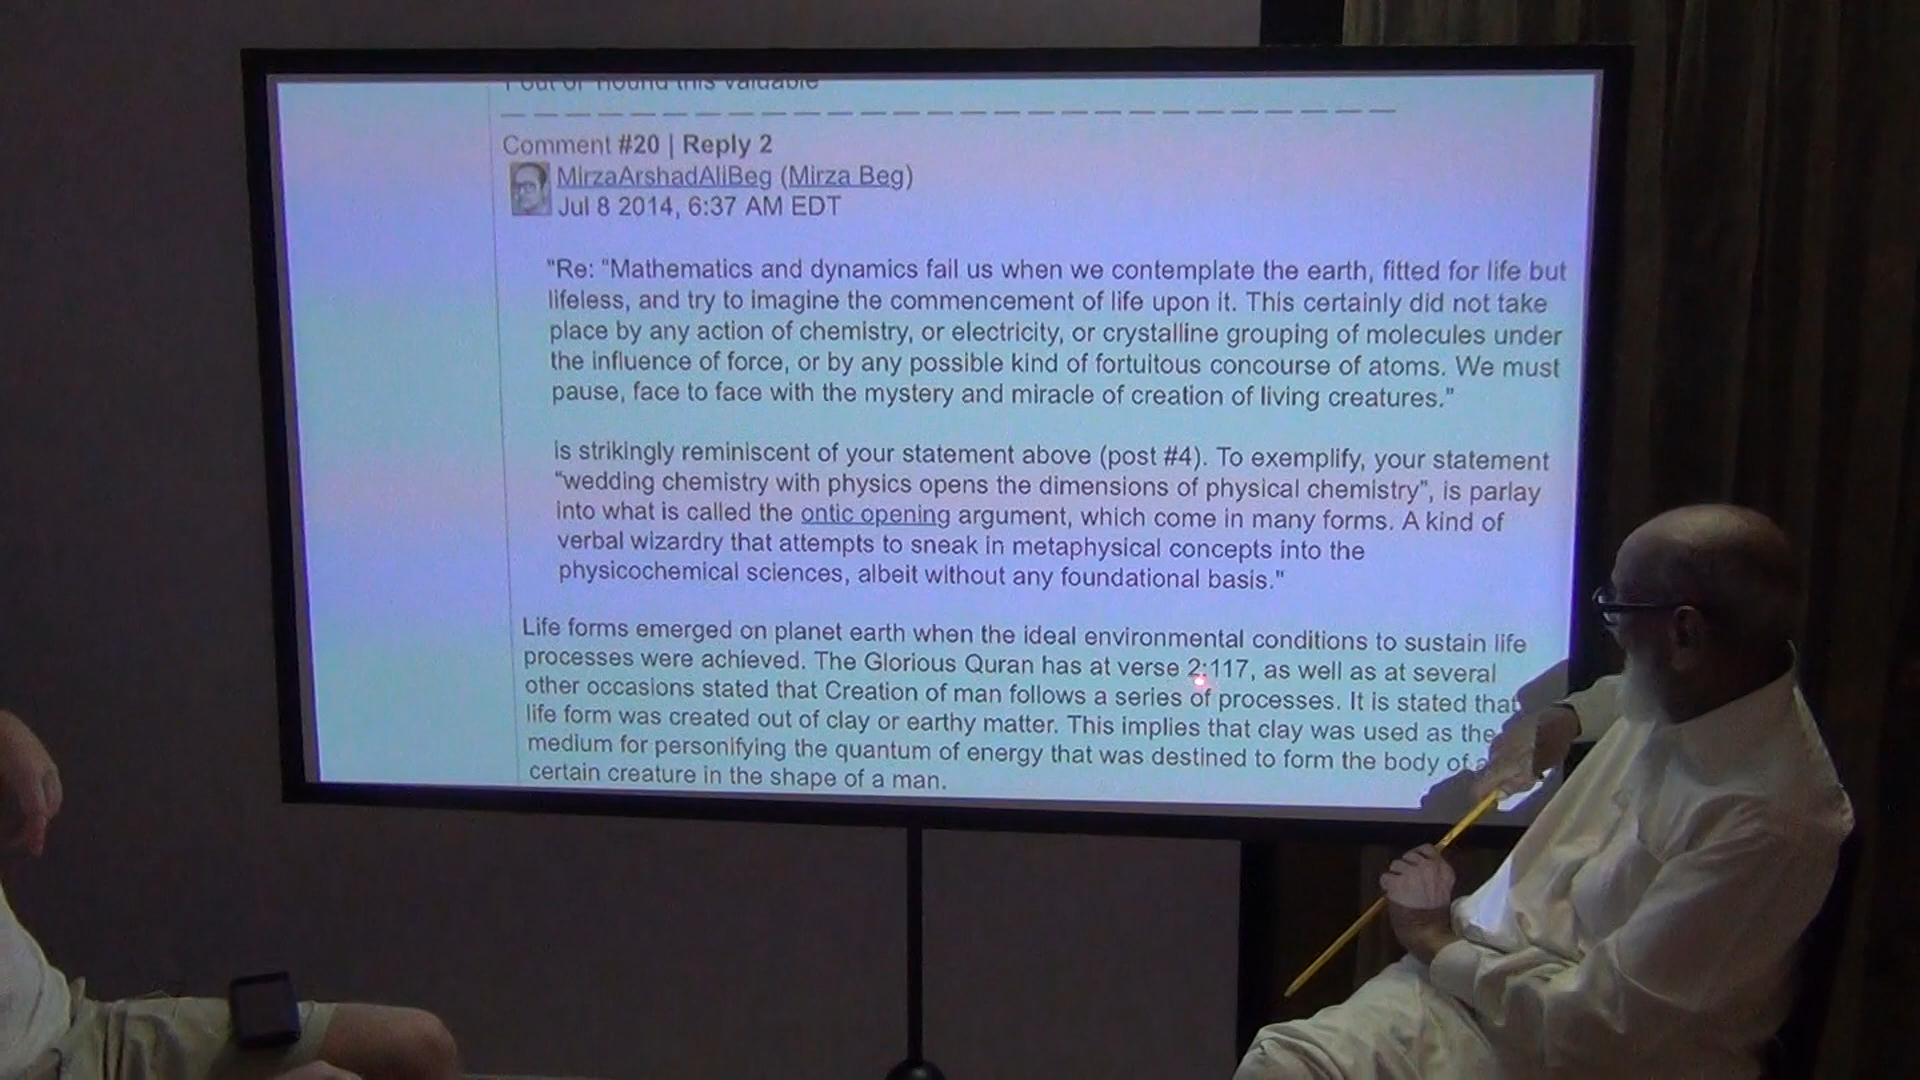 Comment #20 | Reply 2
MirzaArshadAliBeg (Mirza Beg)
Jul 8 2014, 6:37 AM EDT
"Re: "Mathematics and dynamics fail us when we contemplate the earth, fitted for life but
lifeless, and try to imagine the commencement of life upon it. This certainly did not take
place by any action of chemistry, or electricity, or crystalline grouping of molecules under
the influence of force, or by any possible kind of fortuitous concourse of atoms. We must
pause, face to face with the mystery and miracle of creation of living creatures."
is strikingly reminiscent of your statement above (post #4). To exemplify, your statement
“wedding chemistry with physics opens the dimensions of physical chemistry”, is parlay
into what is called the ontic opening argument, which come in many forms. A kind of
verbal wizardry that attempts to sneak in metaphysical concepts into the
physicochemical sciences, albeit without any foundational basis."
Life forms emerged on planet earth when the ideal environmental conditions to sustain life
processes were achieved. The Glorious Quran has at verse 2:117, as well as at several
other occasions stated that Creation of man follows a series of processes. It is stated that
life form was created out of clay or earthy matter. This implies that clay was used as the
medium for personifying the quantum of energy that was destined to form the body of a
certain creature in the shape of a man.